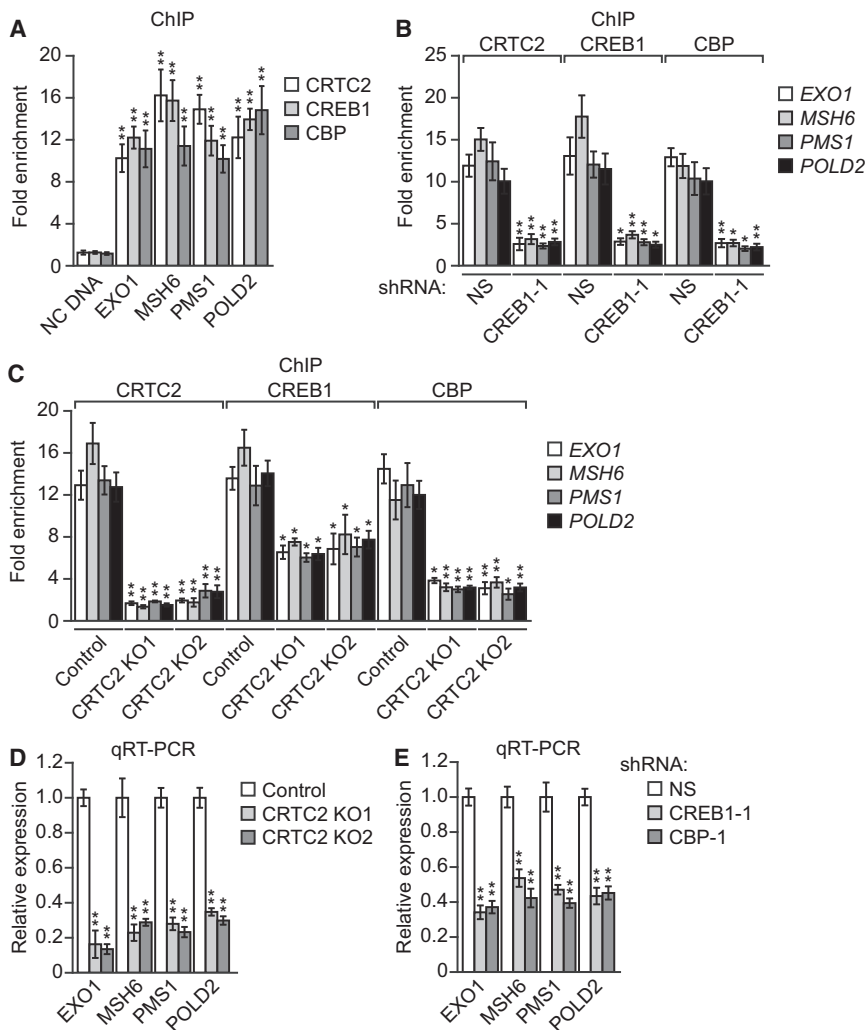 A
ChIP
Fold enrichment
20
16
12
8
4
0
** ** ** ** ** ** ** ** ** ** ** **
NC DNA
EXO1
MSH6
PMS1
POLD2
CRTC2
CREB1
CBP
B
ChIP
CRTC2 CREB1 CBP
Fold enrichment
25
20
15
10
5
0
** ** ** ** * ** ** * ** * * **
shRNA:
NS
CREB1-1
NS
CREB1-1
NS
CREB1-1
EXO1
MSH6
PMS1
POLD2
C
ChIP
CRTC2 CREB1 CBP
Fold enrichment
20
16
12
8
4
0
** ** ** ** ** ** ** ** * * * * * * * * ** ** ** ** ** ** * **
Control
CRTC2 KO1
CRTC2 KO2
Control
CRTC2 KO1
CRTC2 KO2
Control
CRTC2 KO1
CRTC2 KO2
EXO1
MSH6
PMS1
POLD2
D
qRT-PCR
Relative expression
1.2
1.0
0.8
0.6
0.4
0.2
0
** ** ** ** ** ** ** **
EXO1
MSH6
PMS1
POLD2
Control
CRTC2 KO1
CRTC2 KO2
E
qRT-PCR
Relative expression
1.2
1.0
0.8
0.6
0.4
0.2
0
** ** ** ** ** ** ** **
EXO1
MSH6
PMS1
POLD2
shRNA:
NS
CREB1-1
CBP-1